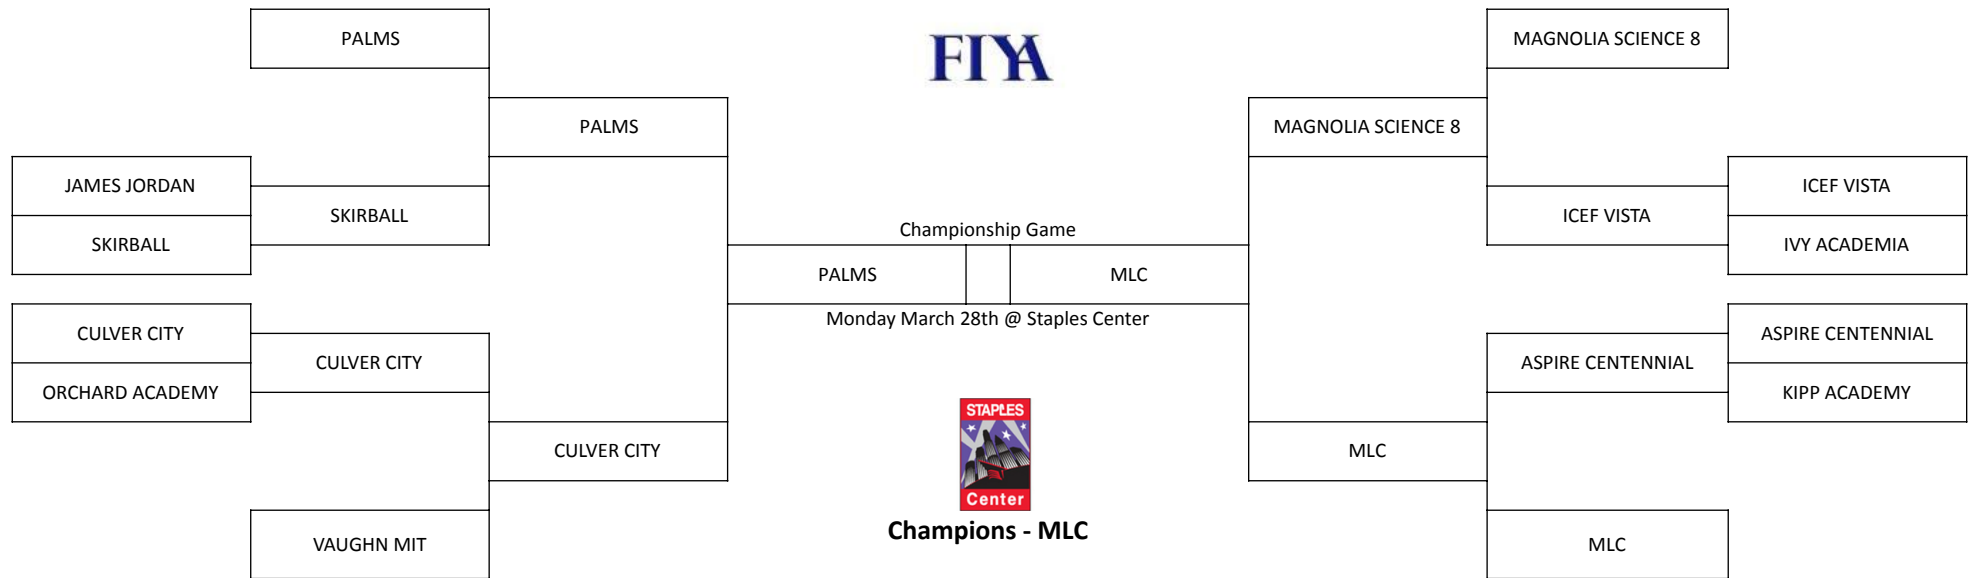 PALMS
FIYA
MAGNOLIA SCIENCE 8
PALMS
MAGNOLIA SCIENCE 8
JAMES JORDAN
SKIRBALL
SKIRBALL
ICEF VISTA
ICEF VISTA
IVY ACADEMIA
Championship Game
PALMS
MLC
Monday March 28th @ Staples Center
CULVER CITY
CULVER CITY
ORCHARD ACADEMY
ASPIRE CENTENNIAL
ASPIRE CENTENNIAL
KIPP ACADEMY
CULVER CITY
STAPLES
Center
MLC
Champions - MLC
VAUGHN MIT
MLC